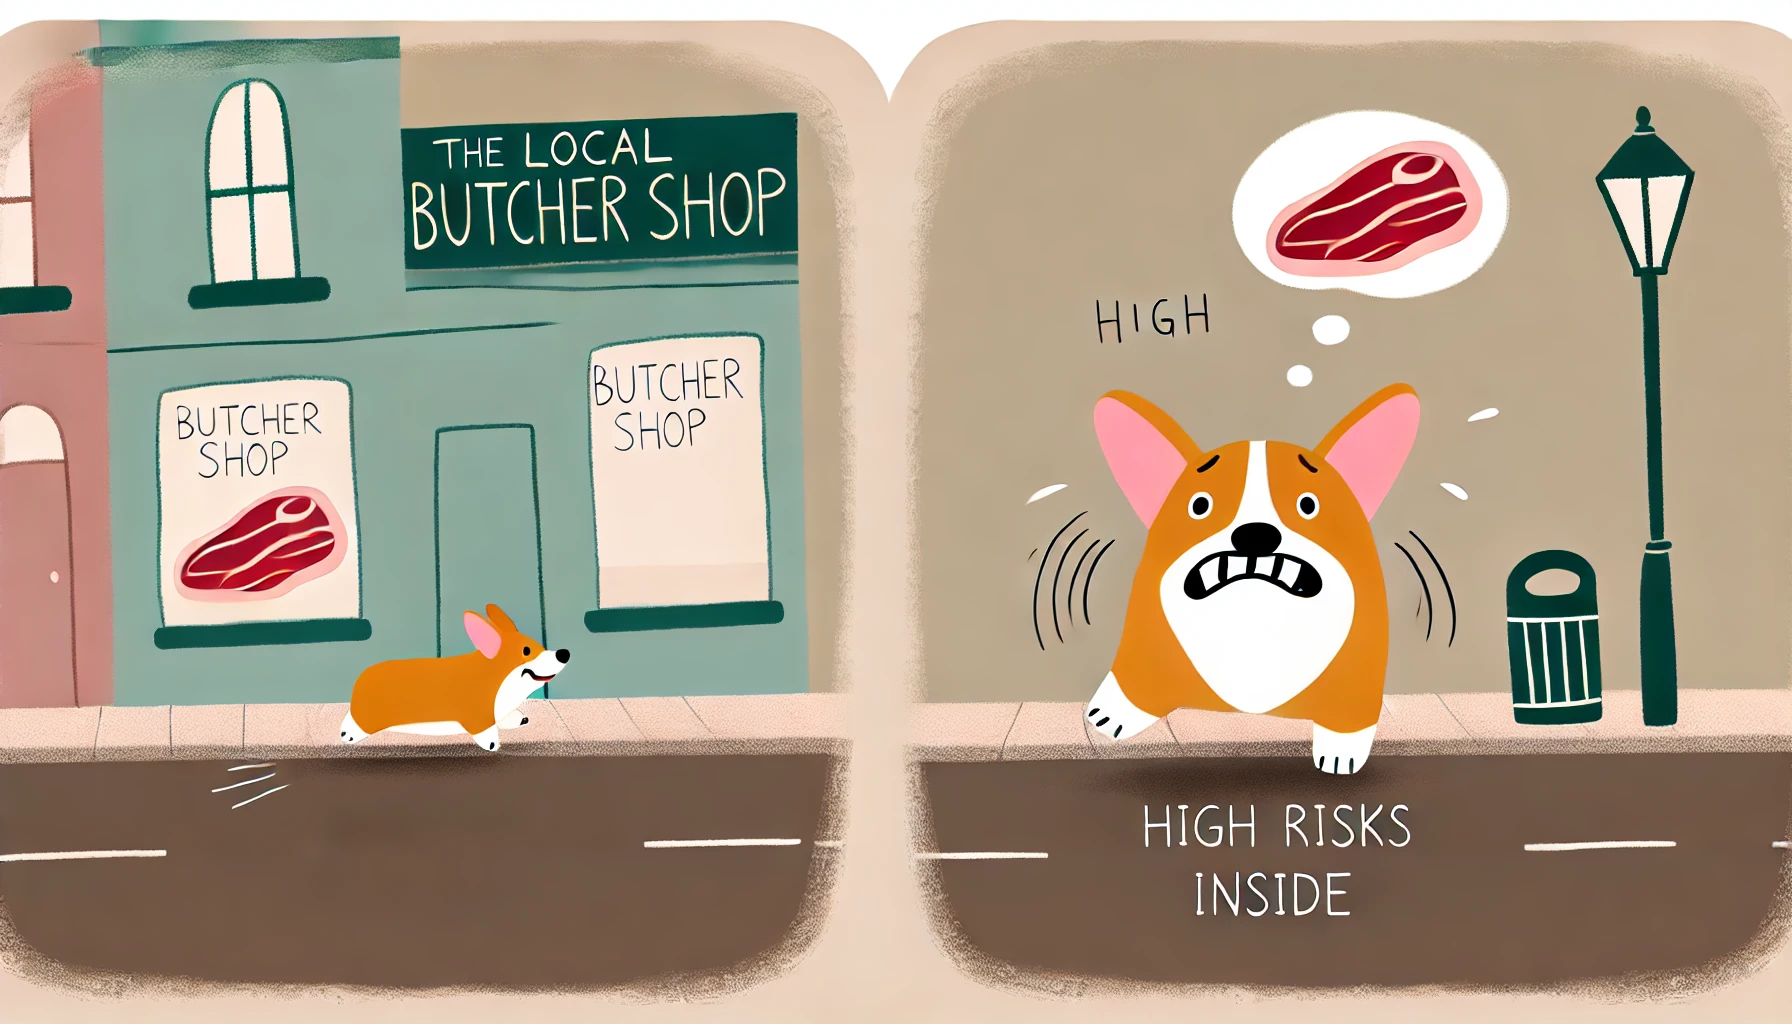 THE LOCAL
BUTCHER SHOP
BUTCHER
SHOP
BUTCHER
SHOP
HIGH
HIGH RISKS
INSIDE